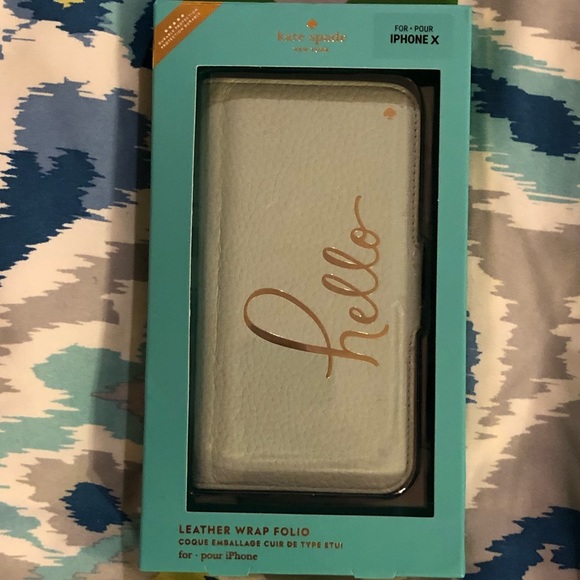 kate spade
NEW YORK
FOR • POUR
IPHONE X
hello
LEATHER WRAP FOLIO
COQUE EMBALLAGE CUIR DE TYPE ETUI
for • pour iPhone